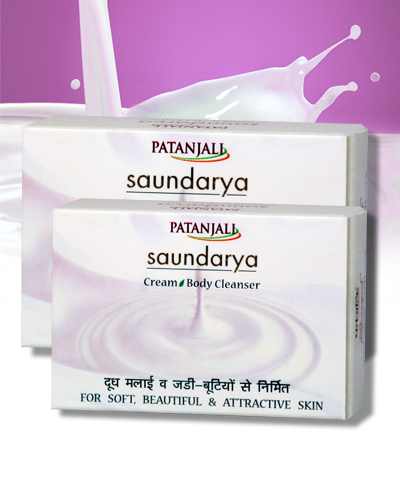 PATANJALI
saundarya
PATANJALI
saundarya
Cream Body Cleanser
दूध मलाई व जडी-बूटियों से निर्मित
FOR SOFT, BEAUTIFUL & ATTRACTIVE SKIN